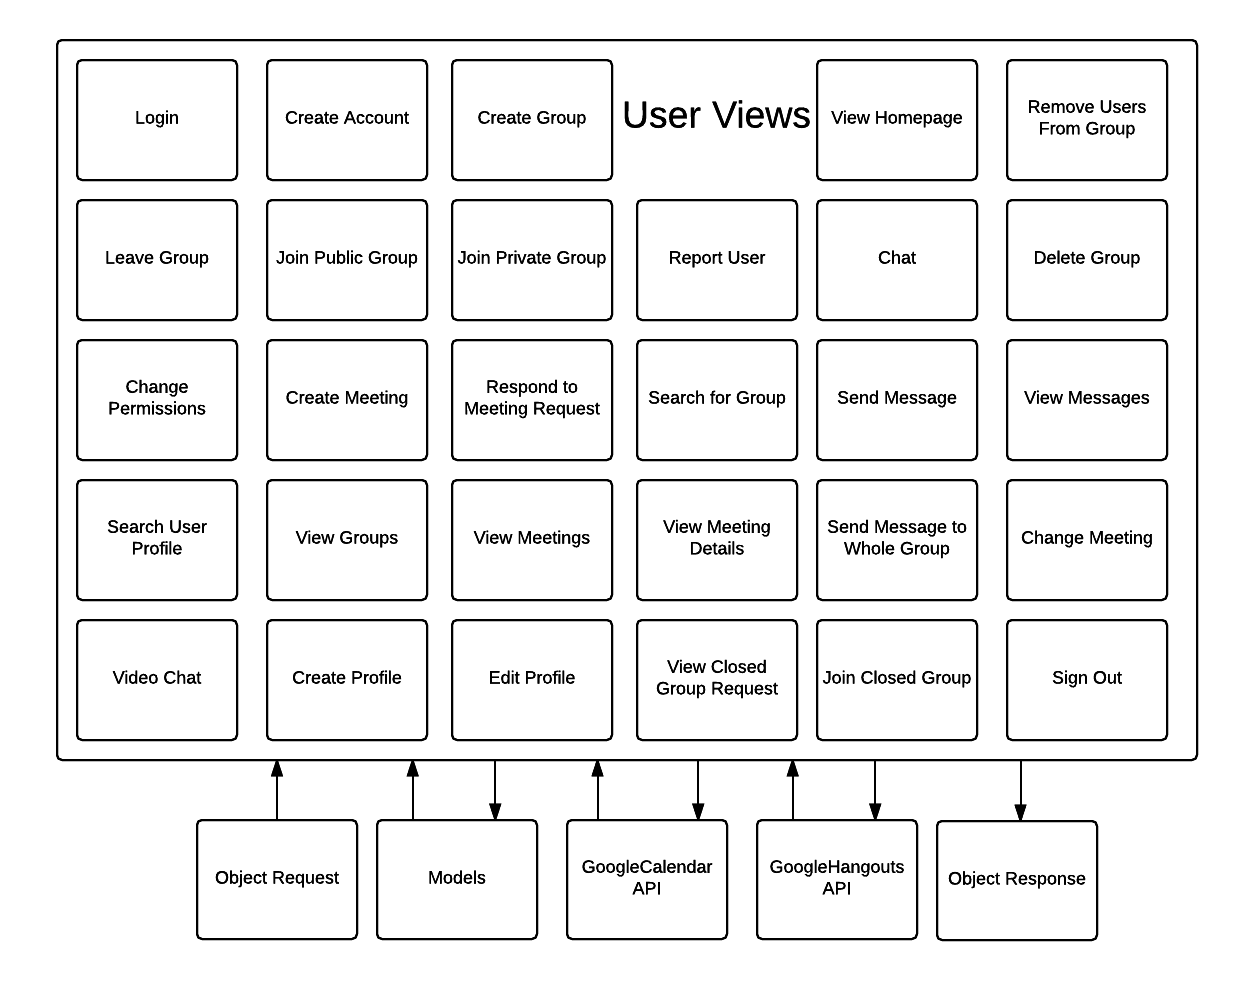 Login
Create Account
Create Group
User Views
View Homepage
Remove Users
From Group
Leave Group
Join Public Group
Join Private Group
Report User
Chat
Delete Group
Change
Permissions
Create Meeting
Respond to
Meeting Request
Search for Group
Send Message
View Messages
Search User
Profile
View Groups
View Meetings
View Meeting
Details
Send Message to
Whole Group
Change Meeting
Video Chat
Create Profile
Edit Profile
View Closed
Group Request
Join Closed Group
Sign Out
Object Request
Models
GoogleCalendar
API
GoogleHangouts
API
Object Response